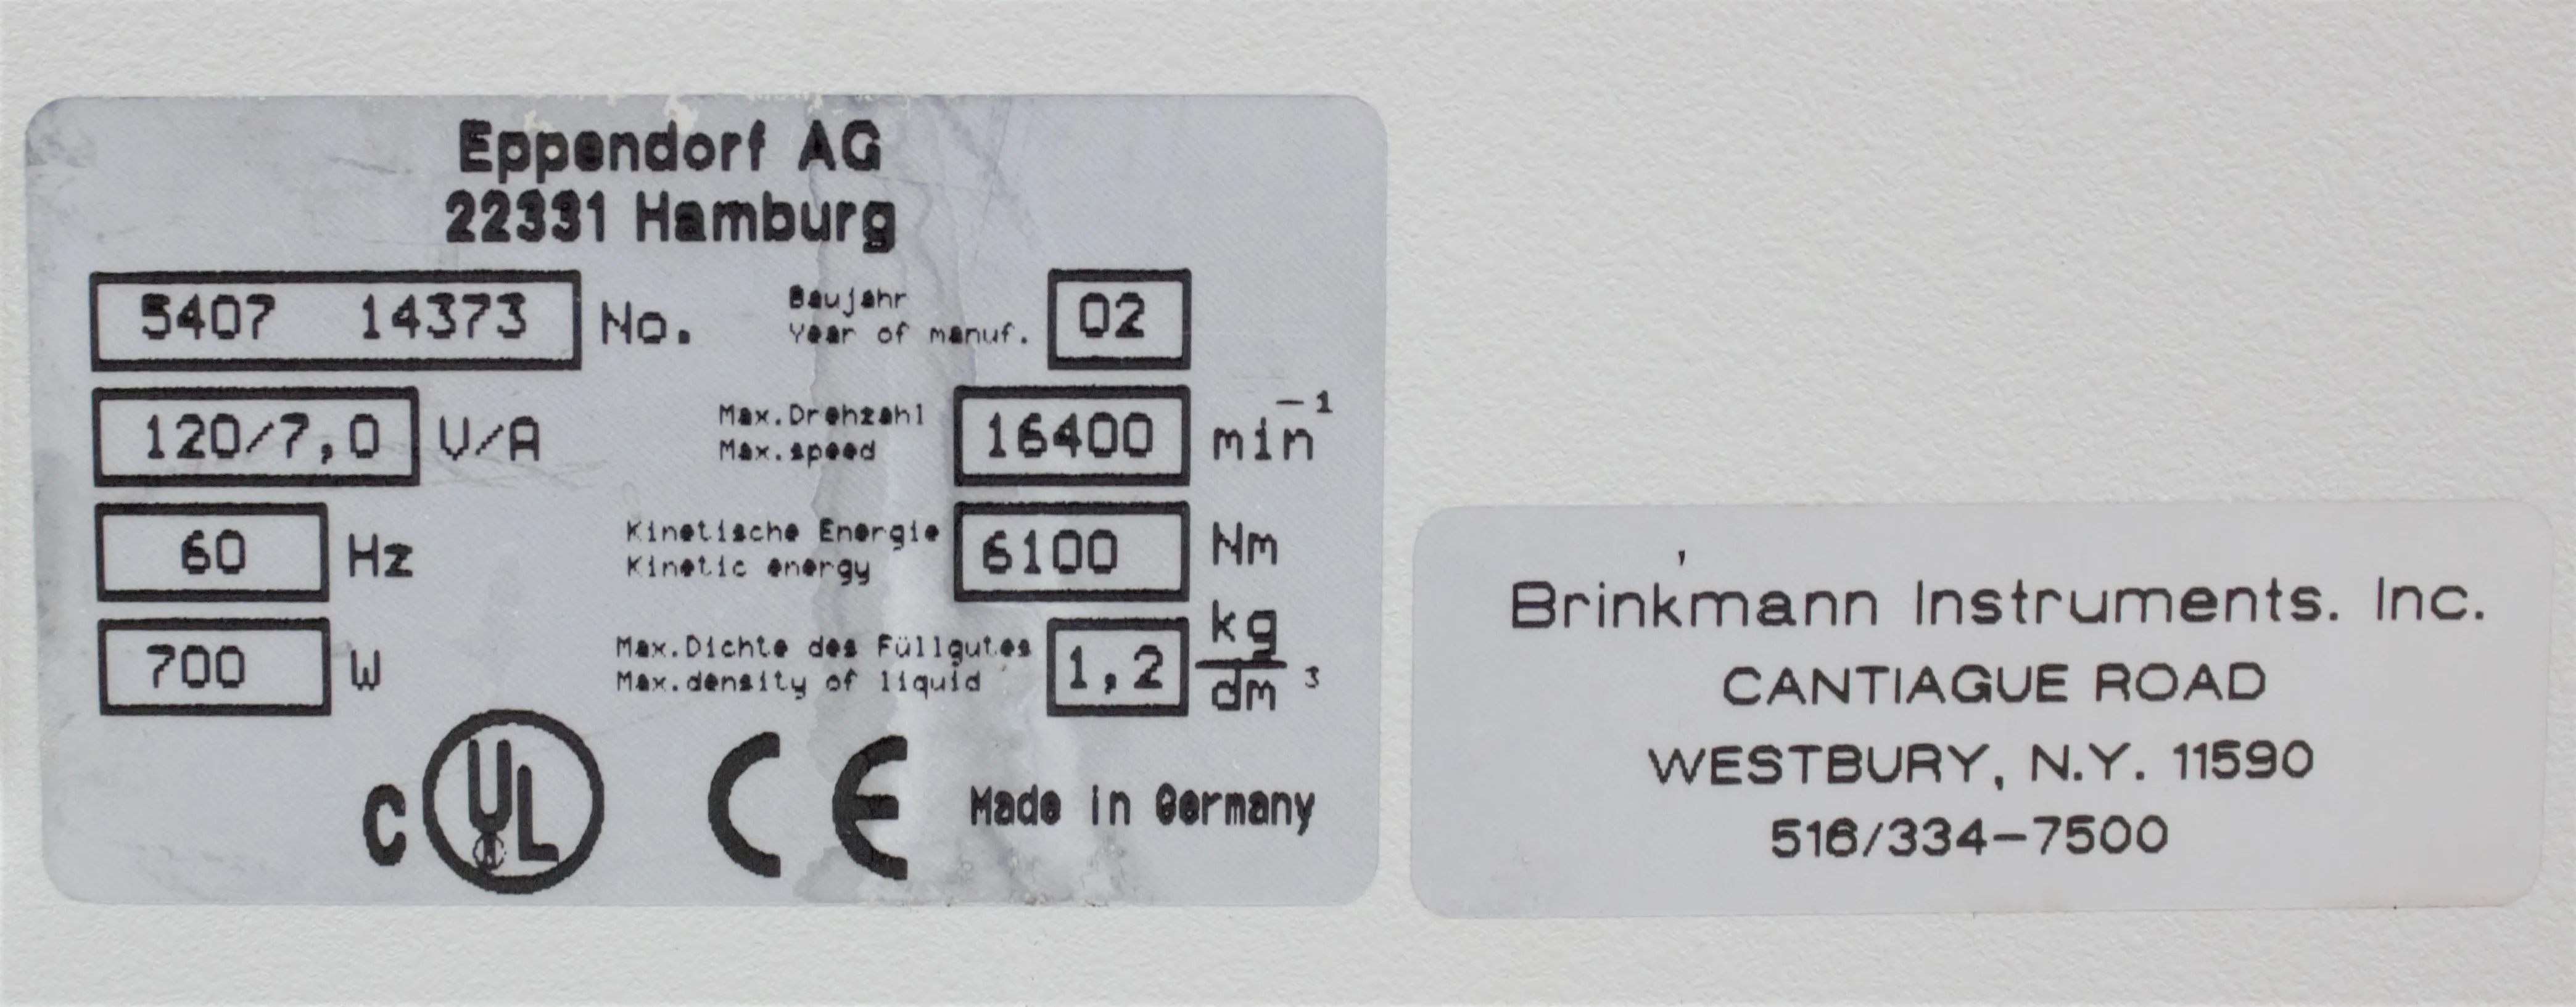 Eppendorf AG
22331 Hamburg
5407 14373 No.
Baujahr
Year of manuf.
02
120/7,0 V/A
Max.Drehzahl
Max.speed
16400 min⁻¹
60 Hz
Kinetische Energie
Kinetic energy
6100 Nm
700 W
Max.Dichte des Füllgutes
Max.density of liquid
1,2 kg/dm³
C UL CE Made in Germany
Brinkmann Instruments. Inc.
CANTIAGUE ROAD
WESTBURY, N.Y. 11590
516/334-7500